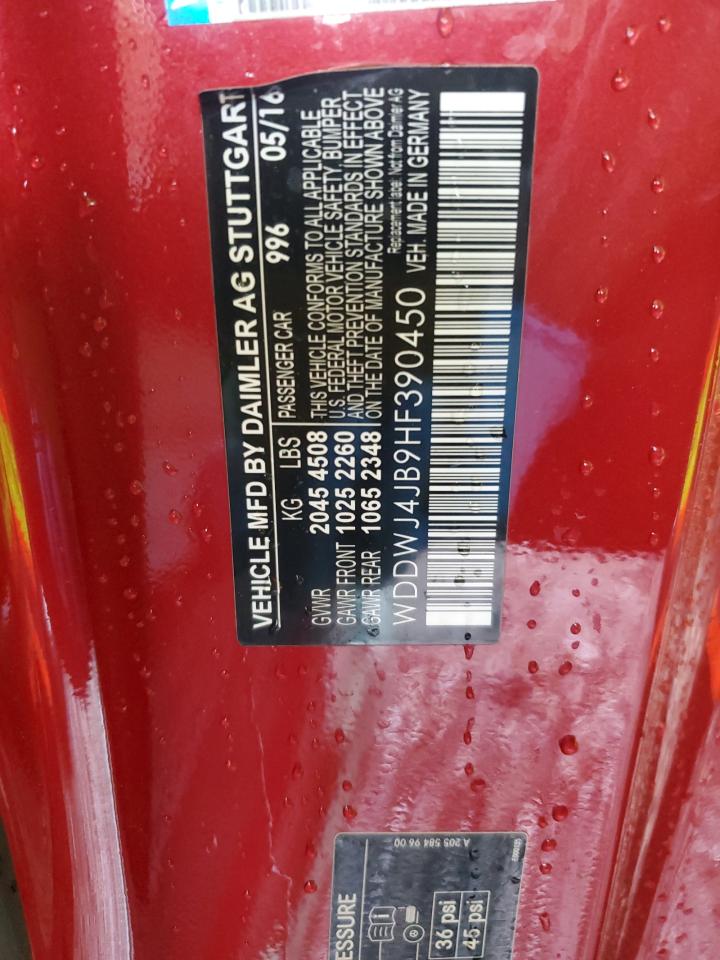 VEHICLE MFD BY DAIMLER AG STUTTGART
996 05/16
KG LBS PASSENGER CAR
GVWR 2045 4508
GAWR FRONT 1025 2260
GAWR REAR 1065 2348
THIS VEHICLE CONFORMS TO ALL APPLICABLE
U.S. FEDERAL MOTOR VEHICLE SAFETY, BUMPER
AND THEFT PREVENTION STANDARDS IN EFFECT
ON THE DATE OF MANUFACTURE SHOWN ABOVE
Replacement label. Not from Daimler AG
WDDWJ4JB9HF390450 VEH. MADE IN GERMANY
A 205 584 96 00
ESSURE
36 psi
45 psi